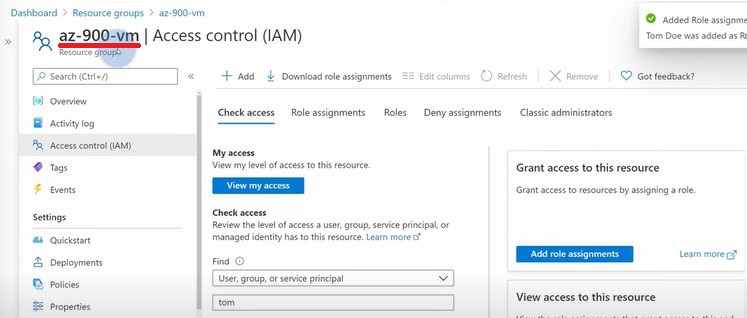 Dashboard > Resource groups > az-900-vm
az-900-vm | Access control (IAM)
Resource group
Added Role assignm
Tom Doe was added as Re
Search (Ctrl+/)
Add
Download role assignments
Edit columns
Refresh
Remove
Got feedback?
Overview
Activity log
Access control (IAM)
Tags
Events
Settings
Quickstart
Deployments
Policies
Properties
Check access
Role assignments
Roles
Deny assignments
Classic administrators
My access
View my level of access to this resource.
View my access
Check access
Review the level of access a user, group, service principal, or
managed identity has to this resource. Learn more
Find
User, group, or service principal
tom
Grant access to this resource
Grant access to resources by assigning a role.
Add role assignments
Learn more
View access to this resource